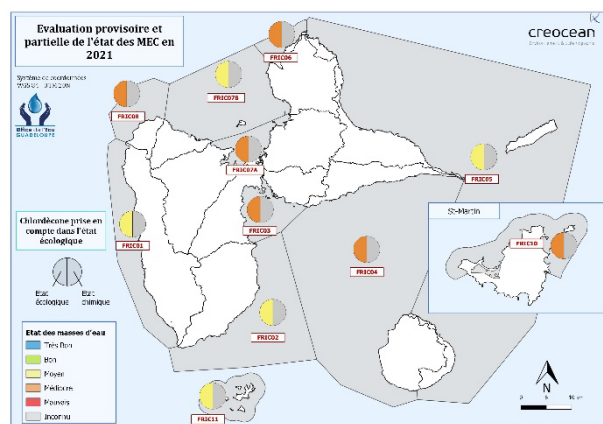 Evaluation provisoire et
partielle de l'état des MEC en
2021
creocean
Système de coordonnées
Office de l'Eau
GUADELOUPE
FRIC06
FRIC07B
FRIC08
FRIC07A
FRIC05
St-Martin
Chlordécone prise en
compte dans l'état
écologique
FRIC03
FRIC10
FRIC01
FRIC04
Etat
écologique
Etat
chimique
FRIC02
Etat des masses d'eau
Très Bon
Bon
Moyen
Médiocre
Mauvais
Inconnu
N
FRIC11